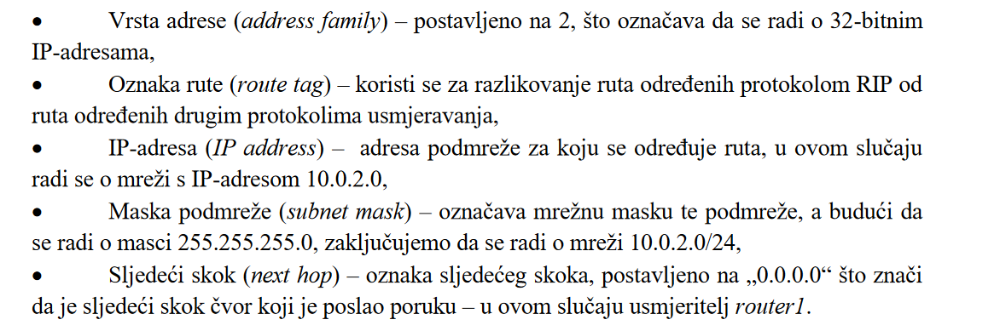 • Vrsta adrese (address family) – postavljeno na 2, što označava da se radi o 32-bitnim
IP-adresama,
• Oznaka rute (route tag) – koristi se za razlikovanje ruta određenih protokolom RIP od
ruta određenih drugim protokolima usmjeravanja,
• IP-adresa (IP address) – adresa podmreže za koju se određuje ruta, u ovom slučaju
radi se o mreži s IP-adresom 10.0.2.0,
• Maska podmreže (subnet mask) – označava mrežnu masku te podmreže, a budući da
se radi o masci 255.255.255.0, zaključujemo da se radi o mreži 10.0.2.0/24,
• Sljedeći skok (next hop) – oznaka sljedećeg skoka, postavljeno na „0.0.0.0“ što znači
da je sljedeći skok čvor koji je poslao poruku – u ovom slučaju usmjeritelj router1.